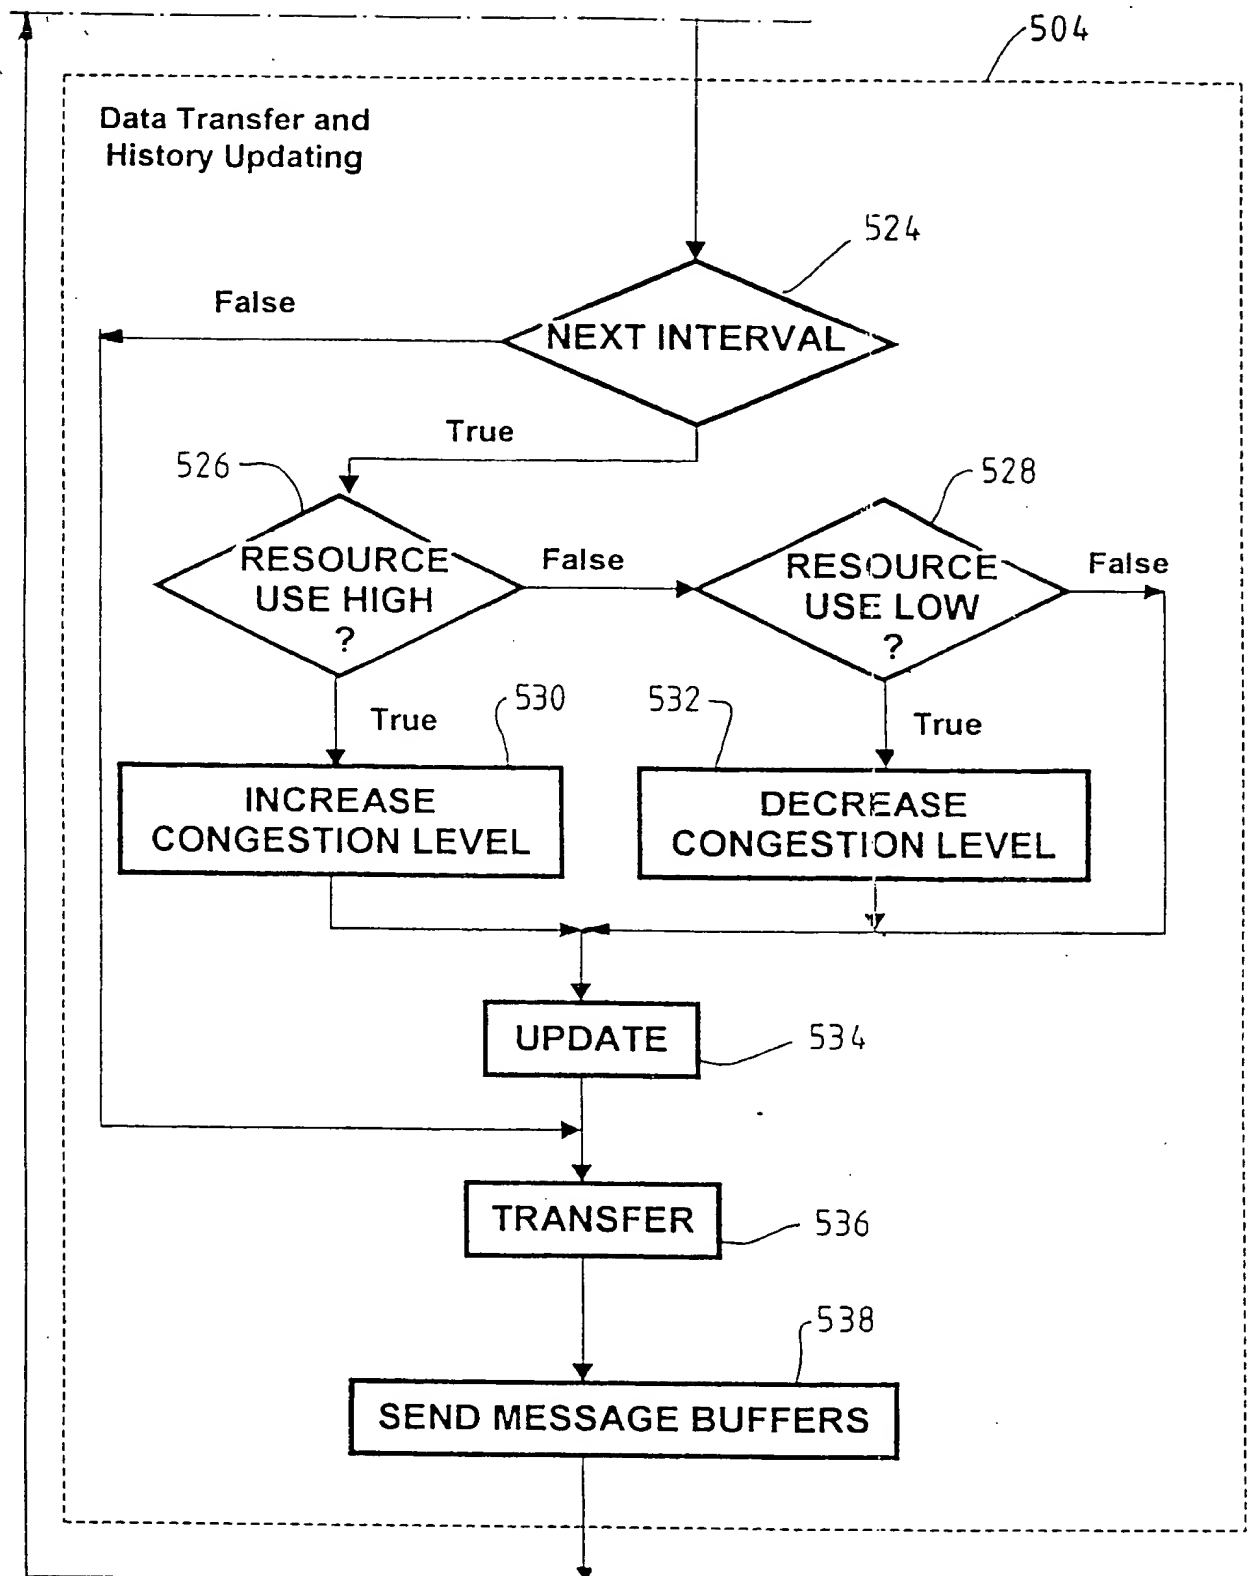 504
Data Transfer and
History Updating
524
False
NEXT INTERVAL
True
526
528
RESOURCE
USE HIGH
?
False
RESOURCE
USE LOW
?
False
530
532
True
True
INCREASE
CONGESTION LEVEL
DECREASE
CONGESTION LEVEL
UPDATE
534
TRANSFER
536
538
SEND MESSAGE BUFFERS